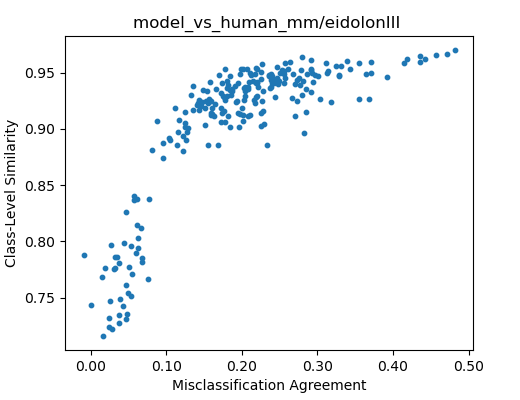 model_vs_human_mm/eidolonIII
Class-Level Similarity
0.95
0.90
0.85
0.80
0.75
0.00 0.10 0.20 0.30 0.40 0.50
Misclassification Agreement